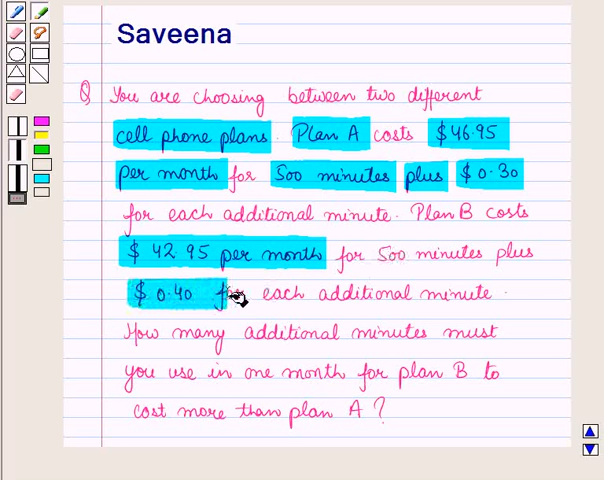 Saveena
Q You are choosing between two different
cell phone plans. Plan A costs $46.95
per month for 500 minutes plus $0.30
for each additional minute. Plan B costs
$ 42.95 per month for 500 minutes plus
$ 0.40 for each additional minute.
How many additional minutes must
you use in one month for plan B to
cost more than plan A?